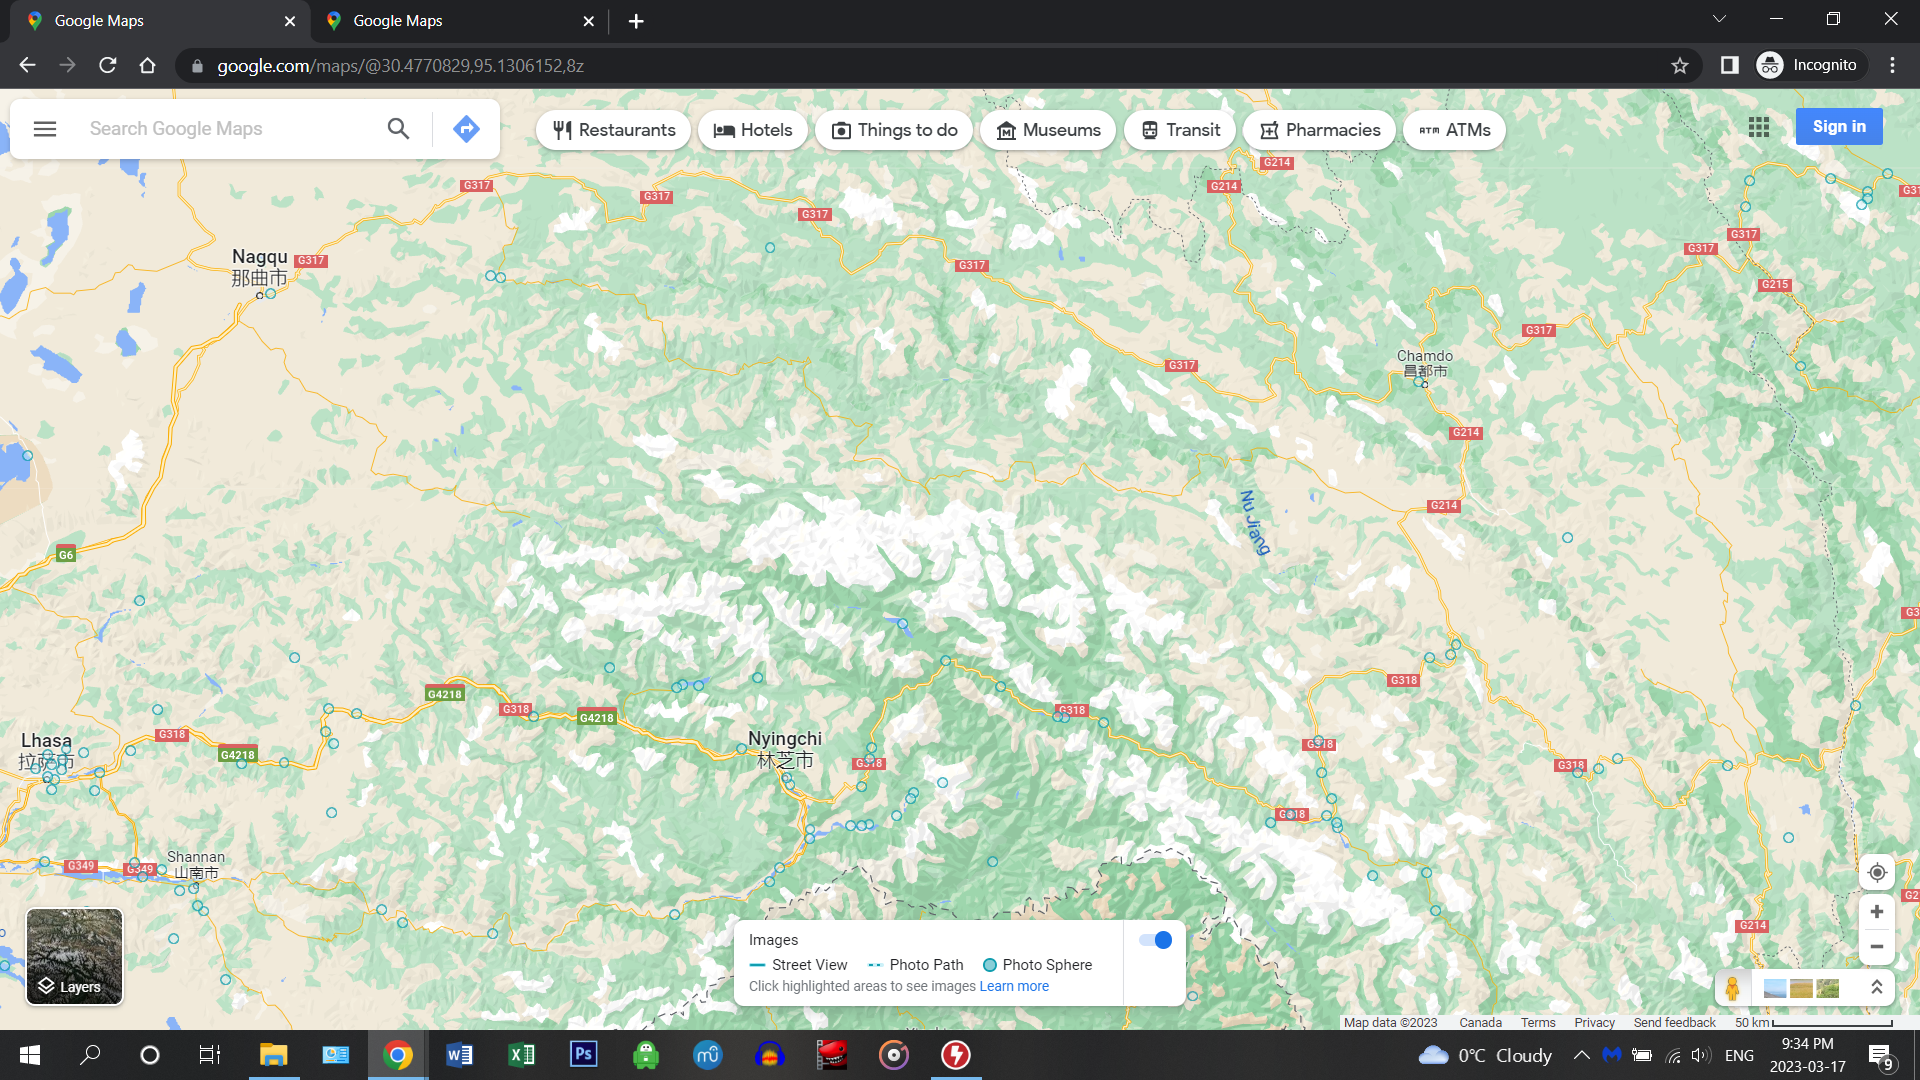 Google Maps
Google Maps
google.com/maps/@30.4770829,95.1306152,8z
Incognito
Search Google Maps
Restaurants
Hotels
Things to do
Museums
Transit
Pharmacies
ATM ATMs
Sign in
G214
G317
G317
G214
G317
G317
G317
G317
Nagqu
那曲市
G317
G317
G215
G317
Chamdo
昌都市
G317
G214
Nu Jiang
G214
G6
G318
G4218
G318
G4218
G318
G318
Lhasa
拉萨市
G318
G4218
Nyingchi
林芝市
G318
G318
G318
G318
Shannan
山南市
G349
G349
G214
Layers
Images
Street View
Photo Path
Photo Sphere
Click highlighted areas to see images Learn more
Map data ©2023
Canada
Terms
Privacy
Send feedback
50 km
W
X
Ps
mü
0°C Cloudy
ENG
9:34 PM
2023-03-17
9